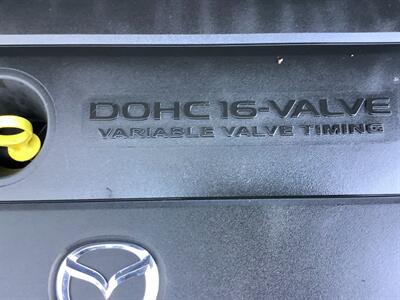 DOHC 16-VALVE
VARIABLE VALVE TIMING